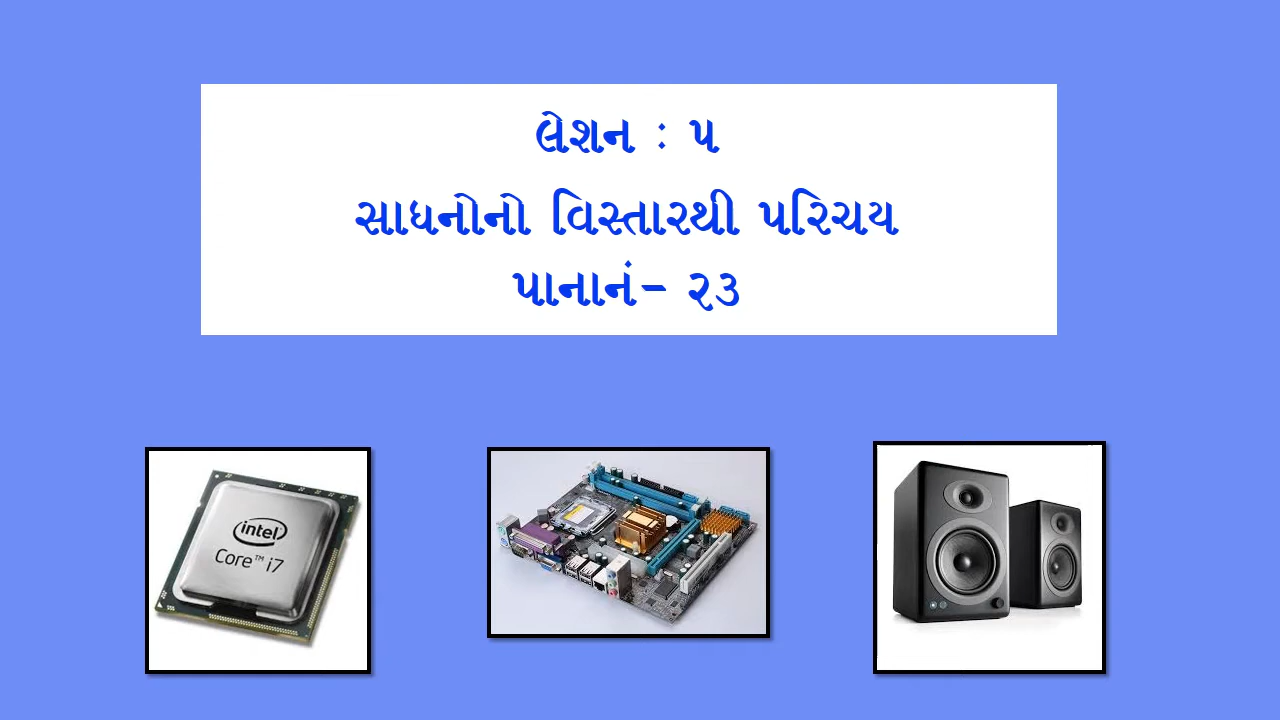 લેશન : ૫
સાધનોનો વિસ્તારથી પરિચય
પાનાનં- ૨૩
intel
Core™ i7